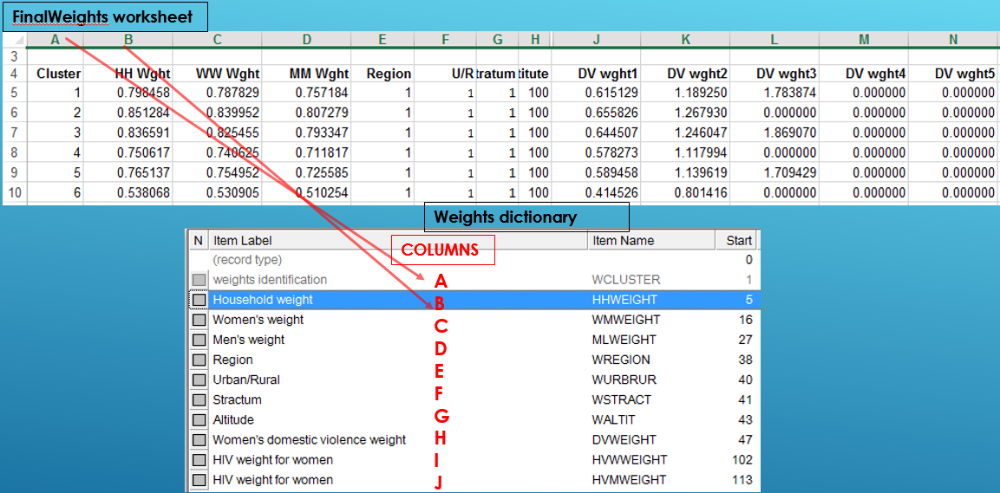 FinalWeights worksheet
A B C D E F G H J K L M N
3
4 Cluster HH Wght WW Wght MM Wght Region U/R tratum titute DV wght1 DV wght2 DV wght3 DV wght4 DV wght5
5 1 0.798458 0.787829 0.757184 1 1 1 100 0.615129 1.189250 1.783874 0.000000 0.000000
6 2 0.851284 0.839952 0.807279 1 1 1 100 0.655826 1.267930 0.000000 0.000000 0.000000
7 3 0.836591 0.825455 0.793347 1 1 1 100 0.644507 1.246047 1.869070 0.000000 0.000000
8 4 0.750617 0.740625 0.711817 1 1 1 100 0.578273 1.117994 0.000000 0.000000 0.000000
9 5 0.765137 0.754952 0.725585 1 1 1 100 0.589458 1.139619 1.709429 0.000000 0.000000
10 6 0.538068 0.530905 0.510254 1 1 1 100 0.414526 0.801416 0.000000 0.000000 0.000000
Weights dictionary
N Item Label Item Name Start
COLUMNS
(record type) 0
weights identification A WCLUSTER 1
Household weight B HHWEIGHT 5
Women's weight C WMWEIGHT 16
Men's weight D MLWEIGHT 27
Region E WREGION 38
Urban/Rural F WURBRUR 40
Stractum G WSTRACT 41
Altitude H WALTIT 43
Women's domestic violence weight I DVWEIGHT 47
HIV weight for women J HVWWEIGHT 102
HIV weight for women HVMWEIGHT 113